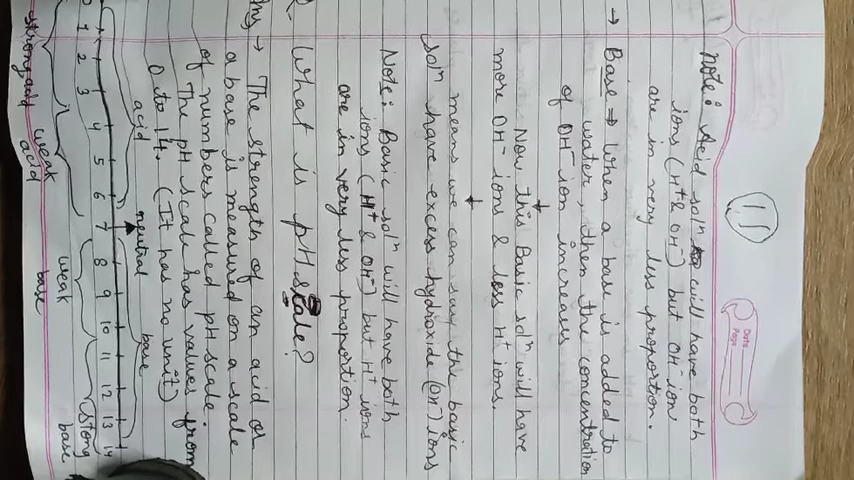 11
Date
Page
Note: Acid solⁿ will have both
ions (H⁺ & OH⁻) but OH⁻ ion
are in very less proportion.
→ Base ⇒ When a base is added to
water, then the concentration
of OH⁻ ion increases
↓
Now this Basic solⁿ will have
more OH⁻ ions & less H⁺ ions.
↓
means we can say the basic
solⁿ have excess hydroxide (OH⁻) ions
Note: Basic solⁿ will have both
ions (H⁺ & OH⁻) but H⁺ ions
are in very less proportion.
What is pH scale?
Ans → The strength of an acid or
a base is measured on a scale
of numbers called pH scale.
The pH scale has values from
0 to 14. (It has no unit)
acid neutral base
0 1 2 3 4 5 6 7 8 9 10 11 12 13 14
strong acid weak acid weak base stong base